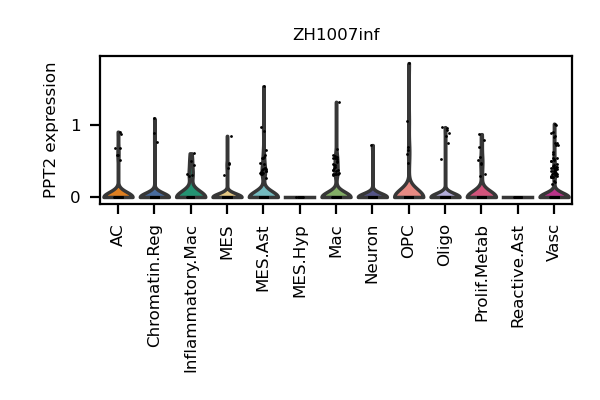 ZH1007inf
PPT2 expression
1
0
AC
Chromatin.Reg
Inflammatory.Mac
MES
MES.Ast
MES.Hyp
Mac
Neuron
OPC
Oligo
Prolif.Metab
Reactive.Ast
Vasc